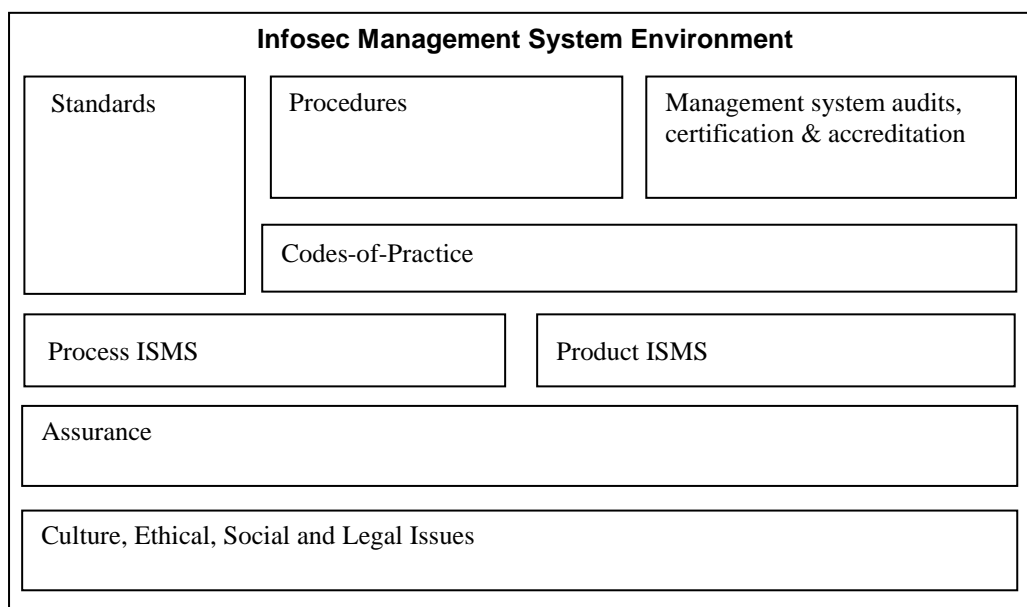 Infosec Management System Environment
Standards
Procedures
Management system audits,
certification & accreditation
Codes-of-Practice
Process ISMS
Product ISMS
Assurance
Culture, Ethical, Social and Legal Issues